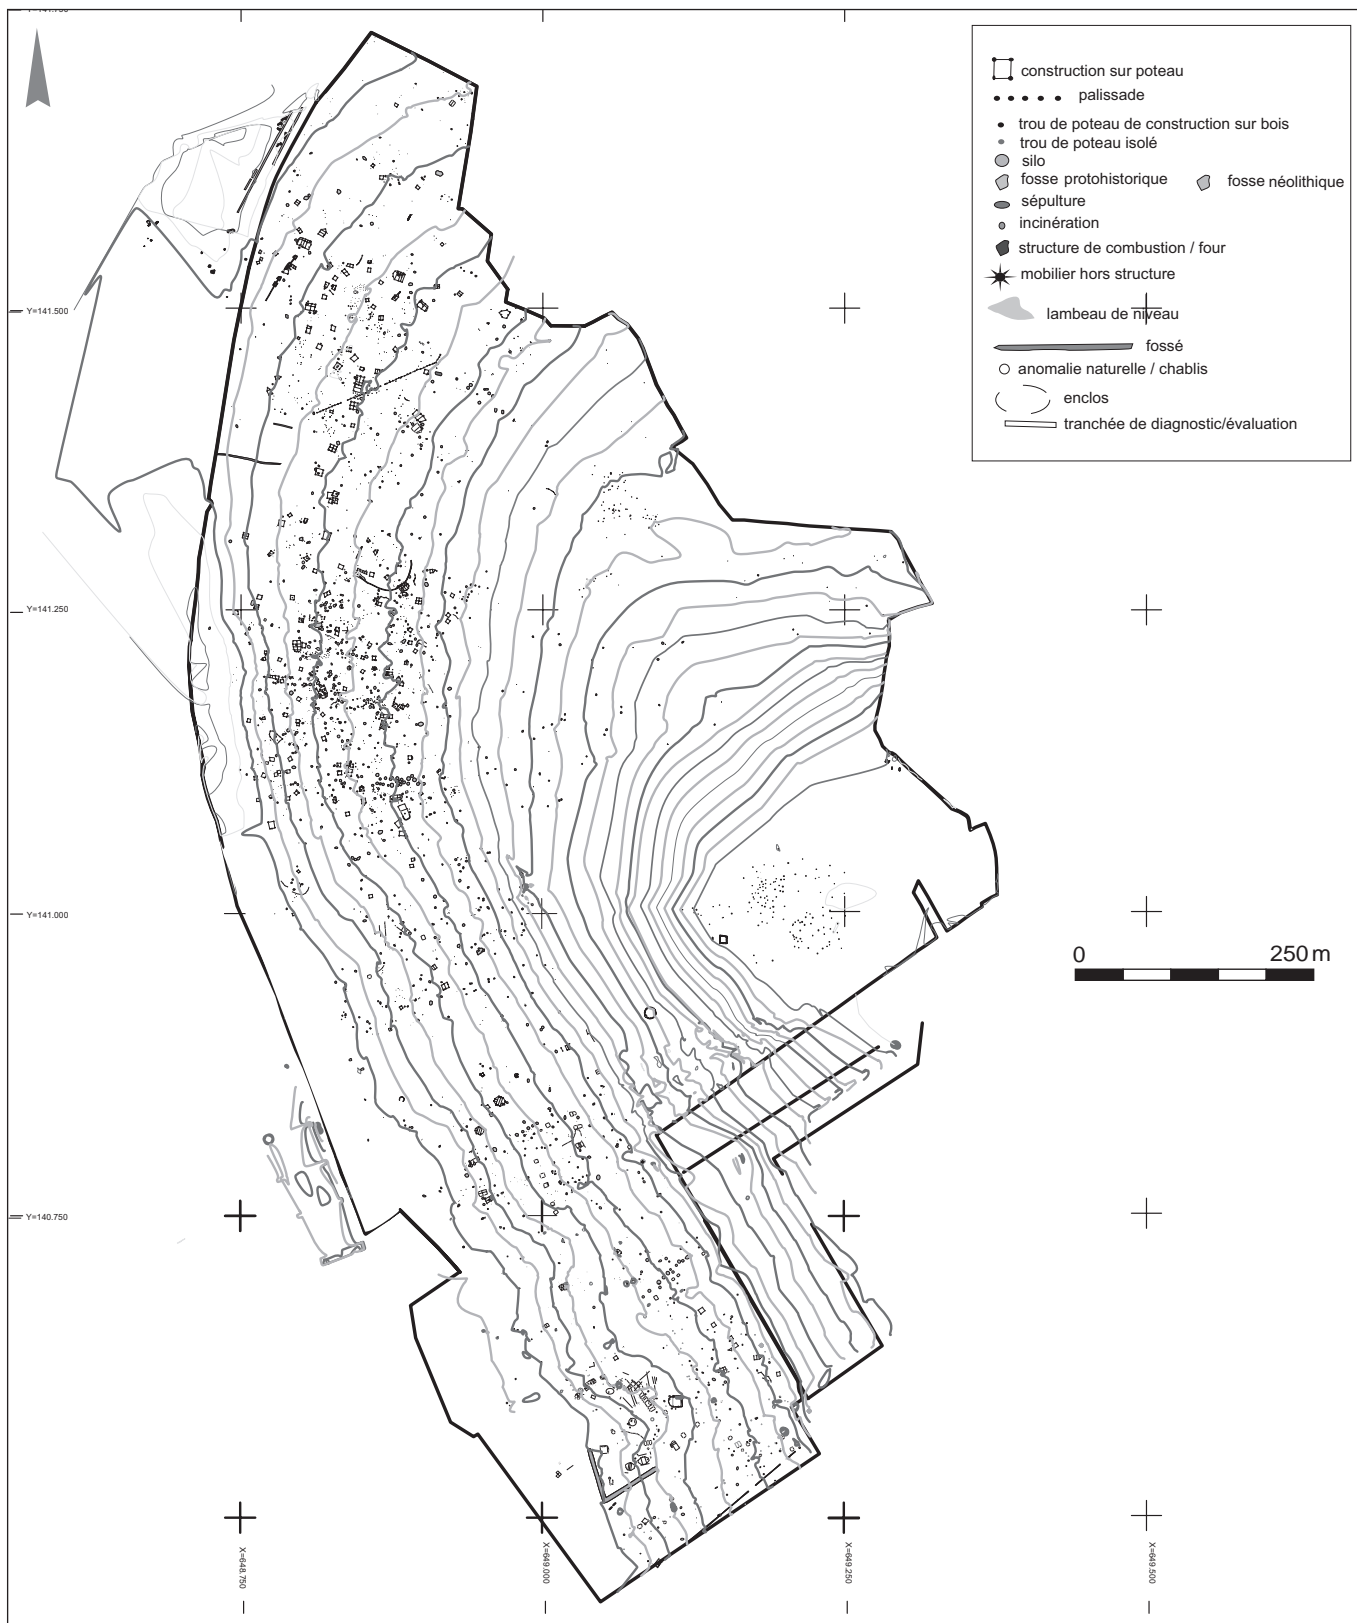 Y=141.750
construction sur poteau
palissade
trou de poteau de construction sur bois
trou de poteau isolé
silo
fosse protohistorique fosse néolithique
sépulture
incinération
structure de combustion / four
mobilier hors structure
lambeau de niveau
fossé
anomalie naturelle / chablis
enclos
tranchée de diagnostic/évaluation
Y=141.500
Y=141.250
Y=141.000
0 250 m
Y=140.750
X=648.750
X=649.000
X=649.250
X=649.500